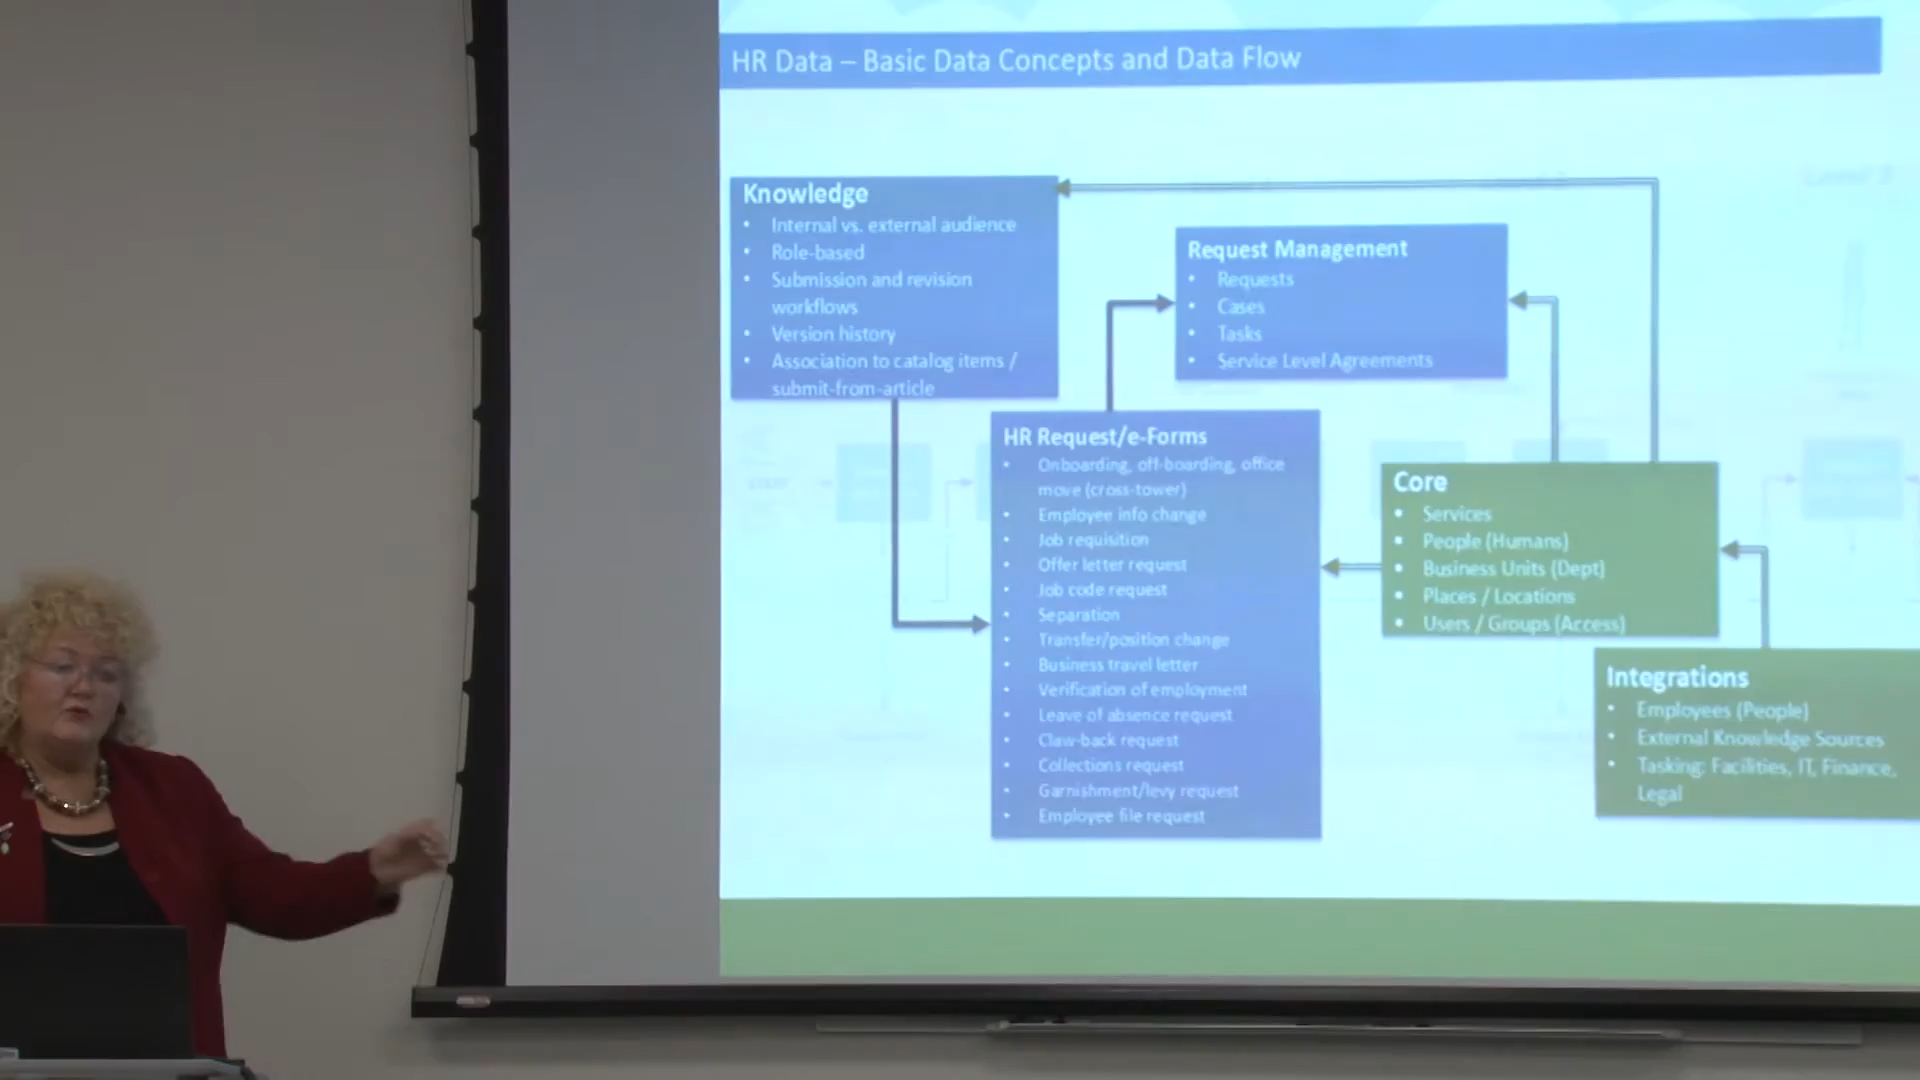 HR Data – Basic Data Concepts and Data Flow
Knowledge
• Internal vs. external audience
• Role-based
• Submission and revision
workflows
• Version history
• Association to catalog items /
submit-from-article
Request Management
• Requests
• Cases
• Tasks
• Service Level Agreements
HR Request/e-Forms
• Onboarding, off-boarding, office
move (cross-tower)
• Employee info change
• Job requisition
• Offer letter request
• Job code request
• Separation
• Transfer/position change
• Business travel letter
• Verification of employment
• Leave of absence request
• Claw-back request
• Collections request
• Garnishment/levy request
• Employee file request
Core
• Services
• People (Humans)
• Business Units (Dept)
• Places / Locations
• Users / Groups (Access)
Integrations
• Employees (People)
• External Knowledge Sources
• Tasking: Facilities, IT, Finance,
Legal